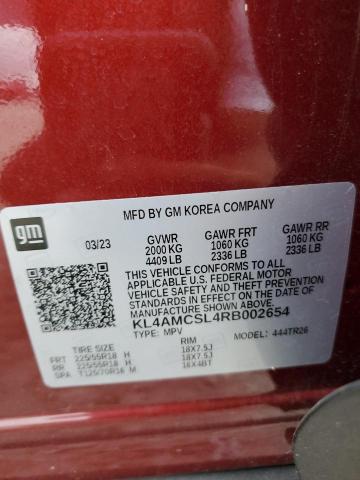 MFD BY GM KOREA COMPANY
gm
03/23 GVWR GAWR FRT GAWR RR
2000 KG 1060 KG 1060 KG
4409 LB 2336 LB 2336 LB
THIS VEHICLE CONFORMS TO ALL
APPLICABLE U.S. FEDERAL MOTOR
VEHICLE SAFETY AND THEFT
PREVENTION STANDARDS IN EFFECT
ON THE DATE OF MANUFACTURE
SHOWN ABOVE.
KL4AMCSL4RB002654
TYPE: MPV MODEL: 444TR26
TIRE SIZE RIM
FRT 225/55R18 H 18X7.5J
RR 225/55R18 H 18X7.5J
SPA T125/70R16 M 16X4BT